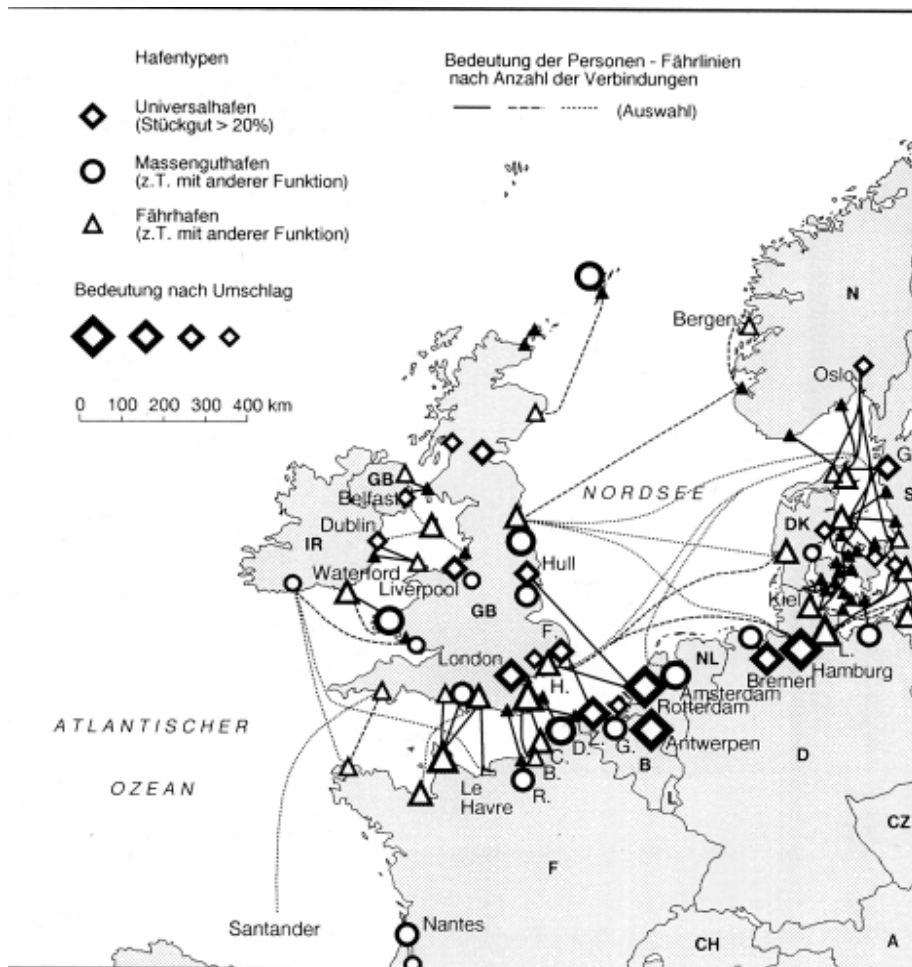 Hafentypen
Universalhafen
(Stückgut > 20%)
Massenguthafen
(z.T. mit anderer Funktion)
Fährhafen
(z.T. mit anderer Funktion)
Bedeutung nach Umschlag
0 100 200 300 400 km
Bedeutung der Personen - Fährlinien
nach Anzahl der Verbindungen
(Auswahl)
N
Bergen
Oslo
G
S
NORDSEE
GB
Belfast
DK
Dublin
IR
Hull
Waterford
Liverpool
GB
Kiel
F.
NL
L.
London
H.
Hamburg
Bremen
Amsterdam
Rotterdam
ATLANTISCHER
OZEAN
D.
G.
Antwerpen
C.
B.
B
D
Le
Havre
R.
L
CZ
F
Santander
Nantes
CH
A